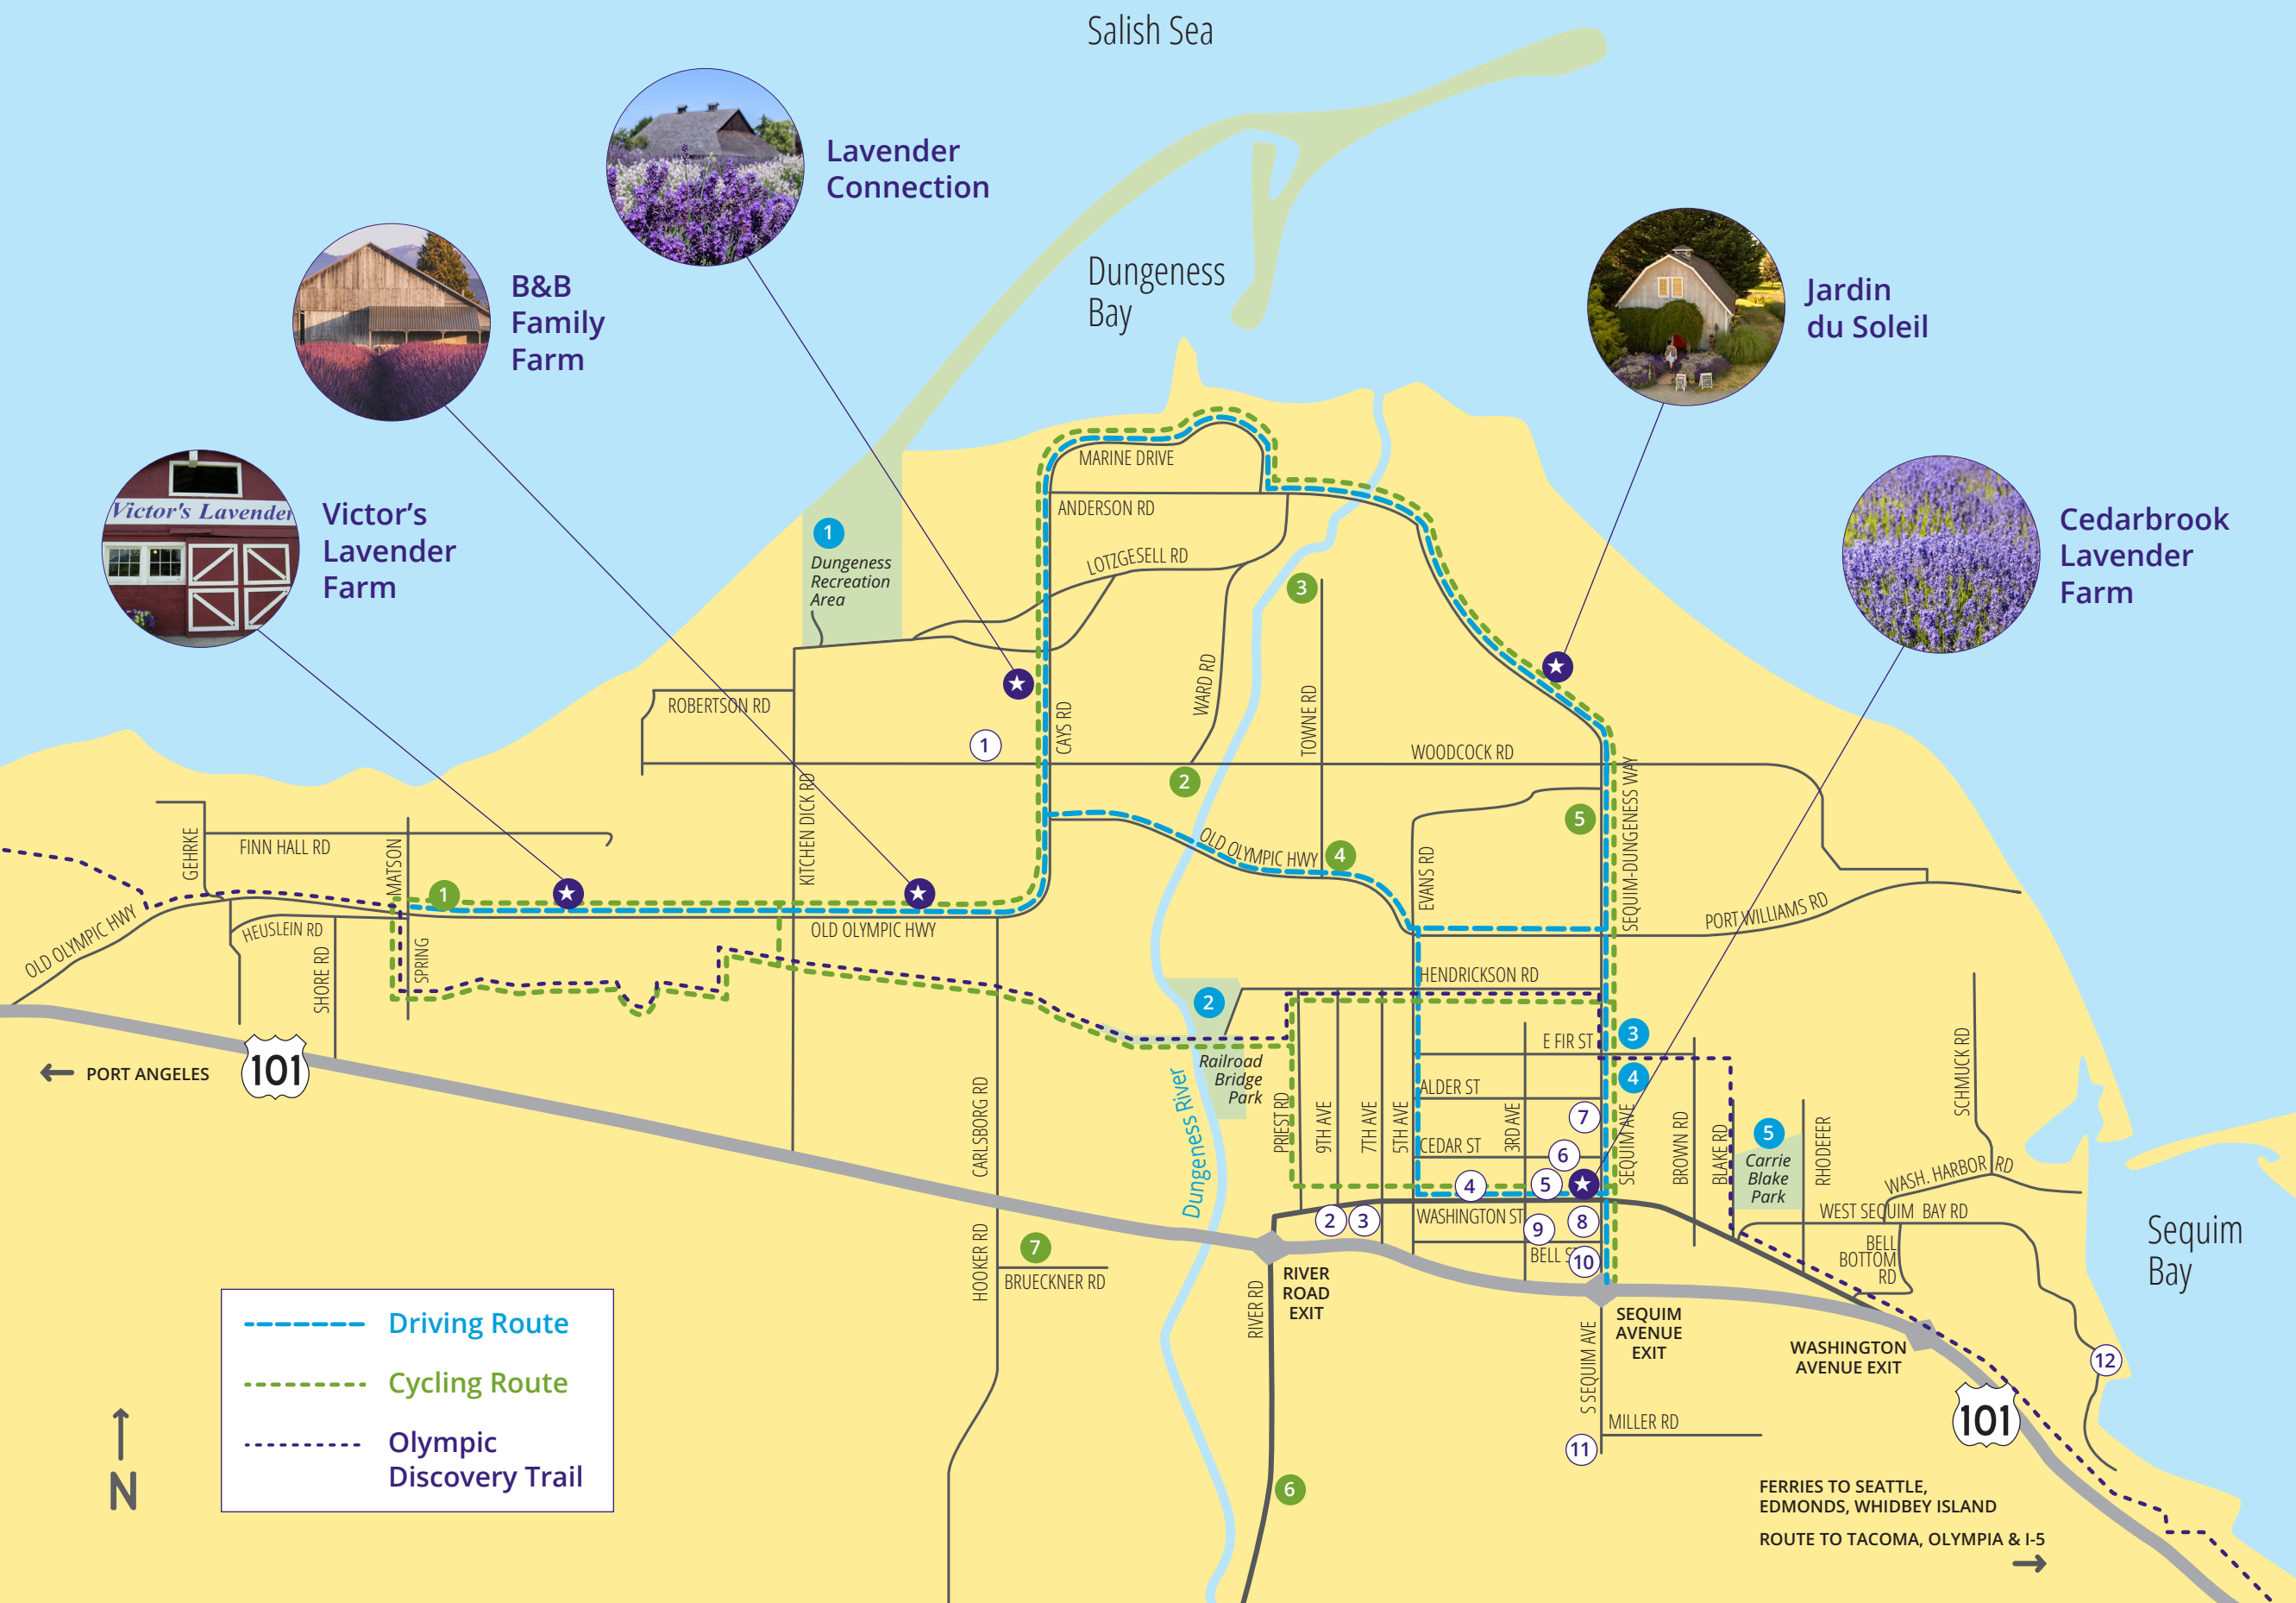 Salish Sea
Lavender
Connection
B&B
Family
Farm
Dungeness
Bay
Jardin
du Soleil
Victor's Lavender
Victor's
Lavender
Farm
Cedarbrook
Lavender
Farm
MARINE DRIVE
ANDERSON RD
1
Dungeness
Recreation
Area
LOTZGESELL RD
3
ROBERTSON RD
CAYS RD
WARD RD
TOWNE RD
1
WOODCOCK RD
2
KITCHEN DICK RD
SEQUIM-DUNGENESS WAY
5
GEHRKE
FINN HALL RD
MATSON
OLD OLYMPIC HWY
4
EVANS RD
1
PORT WILLIAMS RD
OLD OLYMPIC HWY
HEUSLEIN RD
SHORE RD
SPRING
OLD OLYMPIC HWY
HENDRICKSON RD
2
Railroad
Bridge
Park
3
E FIR ST
4
ALDER ST
SCHMUCK RD
PORT ANGELES
101
CARLSBORG RD
Dungeness River
PRIEST RD
9TH AVE
7TH AVE
5TH AVE
3RD AVE
7
CEDAR ST
6
SEQUIM AVE
BROWN RD
BLAKE RD
5
Carrie
Blake
Park
RHODEFER
WASH. HARBOR RD
4
5
WEST SEQUIM BAY RD
2
3
WASHINGTON ST
9
8
BELL
BOTTOM
RD
Sequim
Bay
HOOKER RD
7
BRUECKNER RD
BELL S
10
RIVER RD
RIVER
ROAD
EXIT
S SEQUIM AVE
SEQUIM
AVENUE
EXIT
WASHINGTON
AVENUE EXIT
12
Driving Route
Cycling Route
Olympic
Discovery Trail
N
101
MILLER RD
11
6
FERRIES TO SEATTLE,
EDMONDS, WHIDBEY ISLAND
ROUTE TO TACOMA, OLYMPIA & I-5